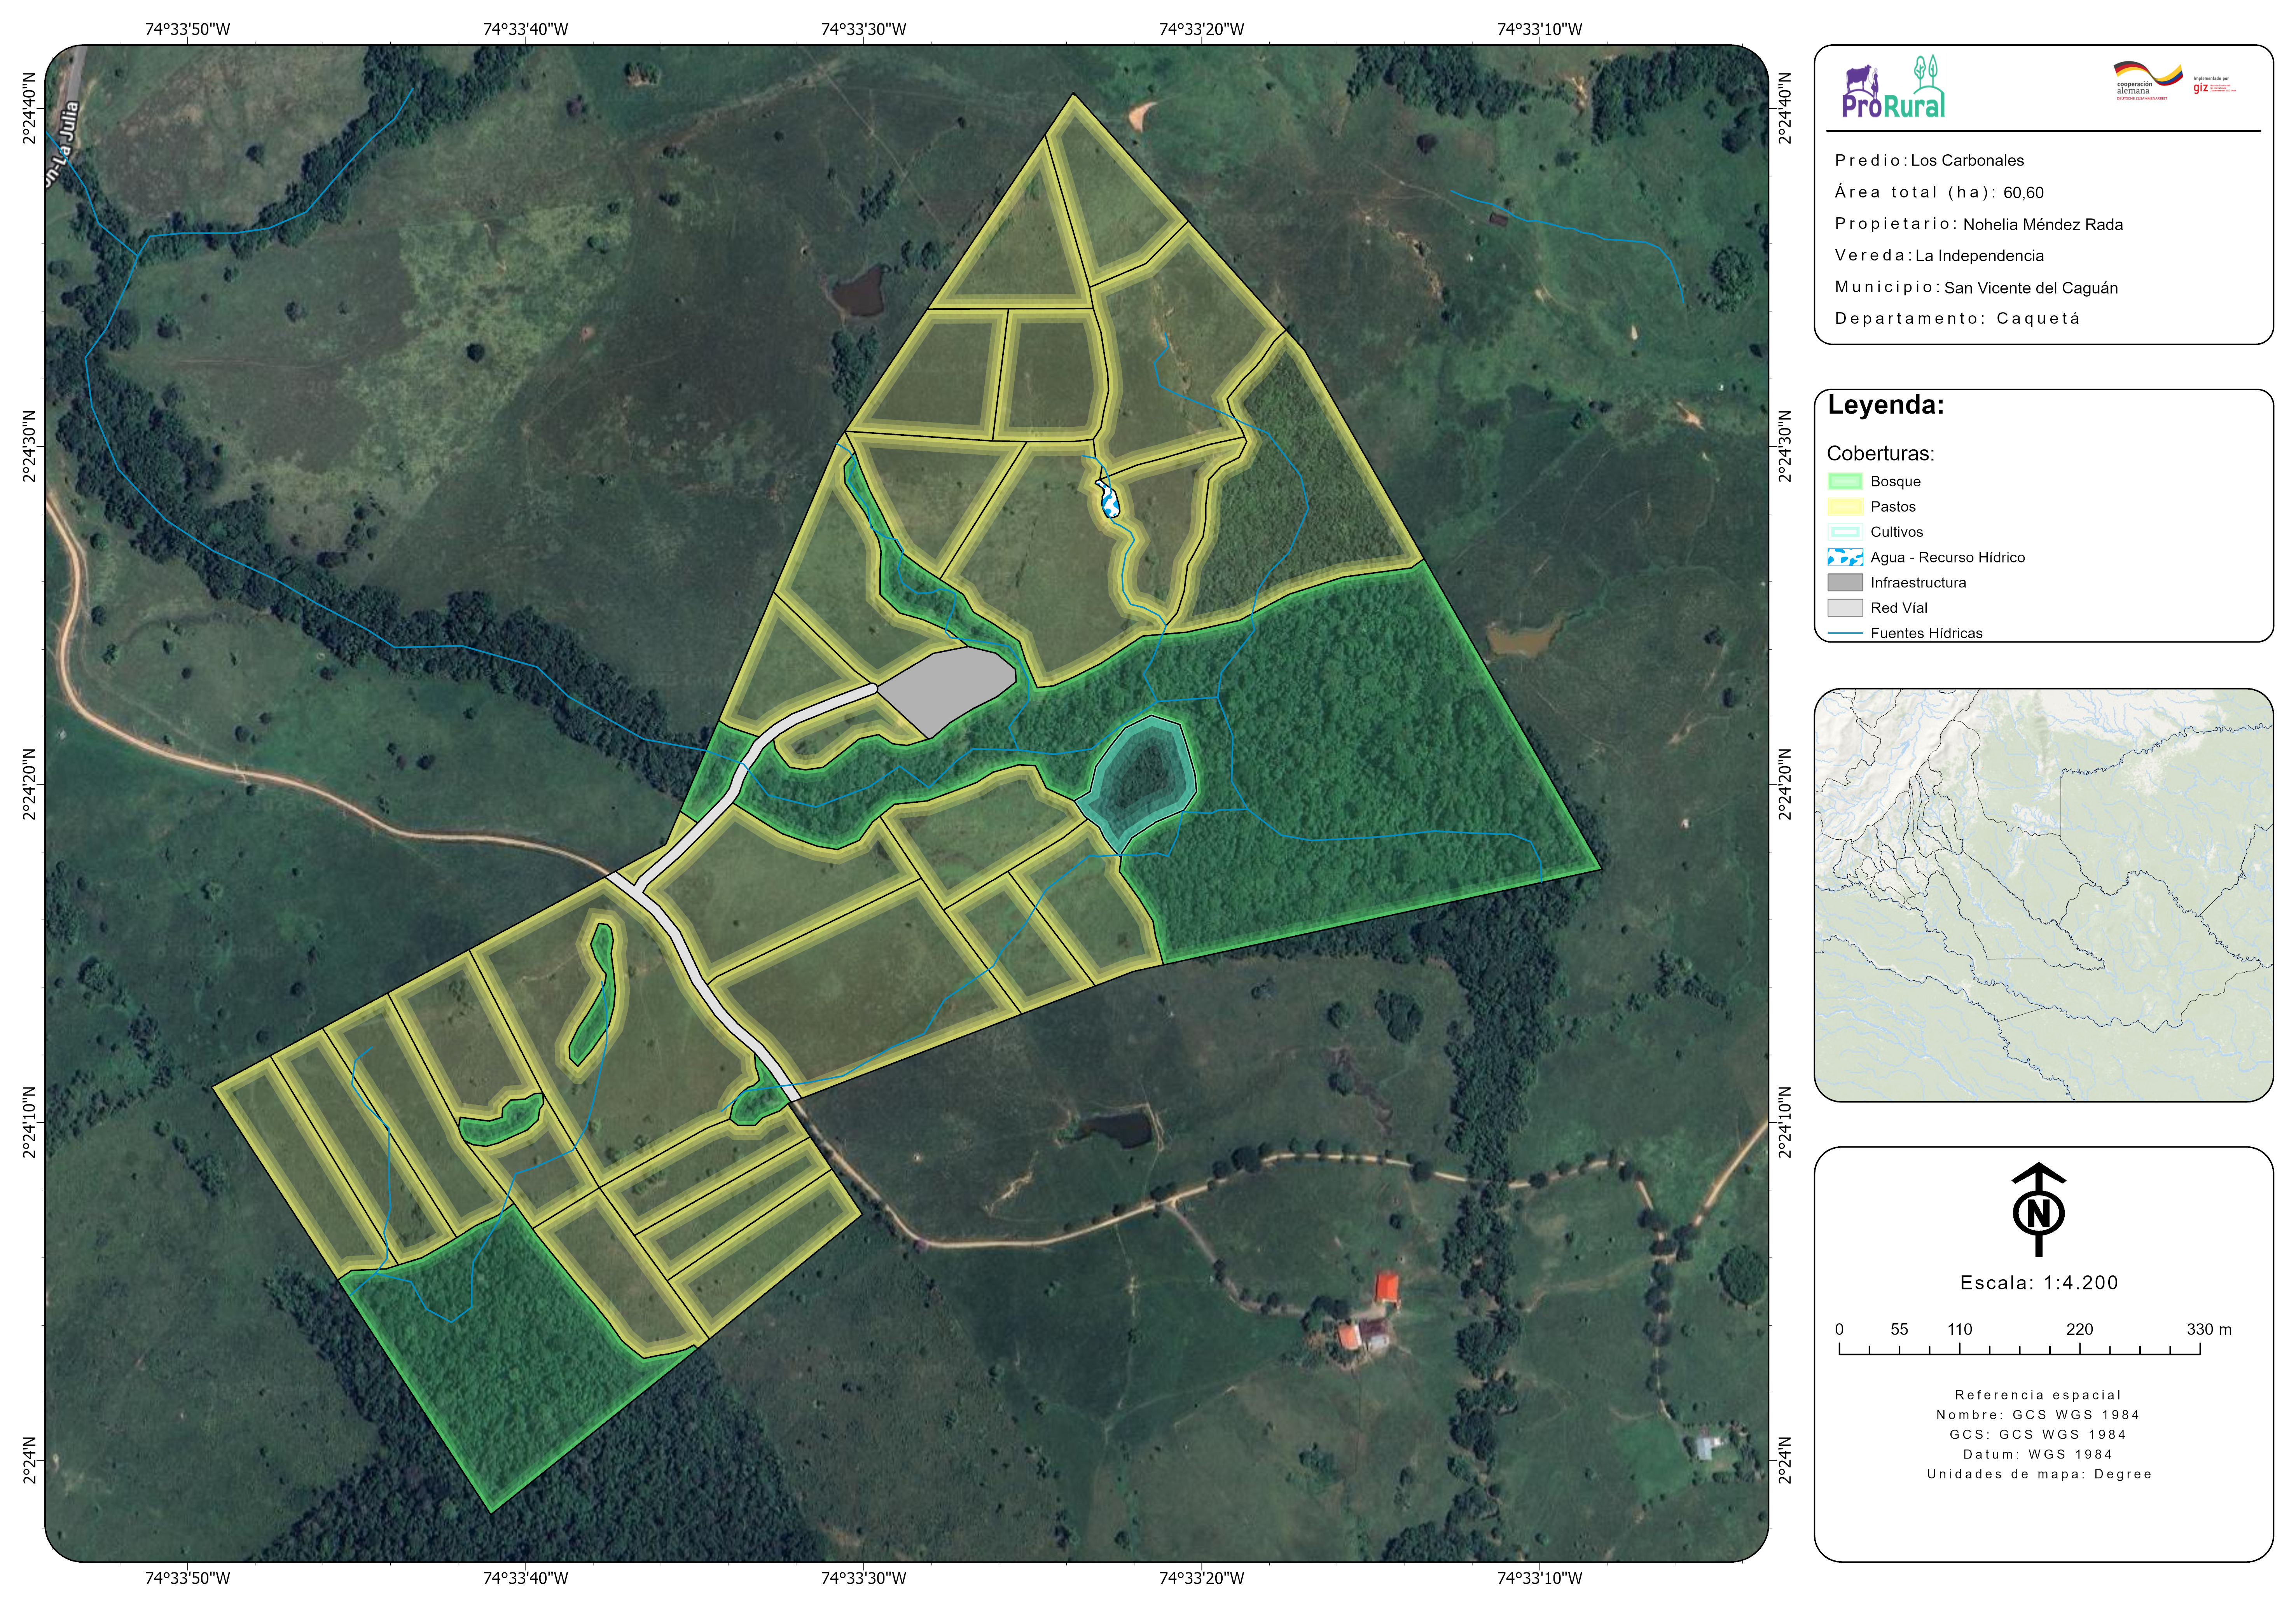 74°33'50"W 74°33'40"W 74°33'30"W 74°33'20"W 74°33'10"W
2°24'40"N
2°24'30"N
2°24'20"N
2°24'10"N
2°24'N
2°24'40"N
2°24'30"N
2°24'20"N
2°24'10"N
2°24'N
on-La Julia
74°33'50"W 74°33'40"W 74°33'30"W 74°33'20"W 74°33'10"W
ProRural
cooperación
alemana
DEUTSCHE ZUSAMMENARBEIT
Implementada por
giz
Predio: Los Carbonales
Área total (ha): 60,60
Propietario: Nohelia Méndez Rada
Vereda: La Independencia
Municipio: San Vicente del Caguán
Departamento: Caquetá
Leyenda:
Coberturas:
Bosque
Pastos
Cultivos
Agua - Recurso Hídrico
Infraestructura
Red Víal
Fuentes Hídricas
N
Escala: 1:4.200
0 55 110 220 330 m
Referencia espacial
Nombre: GCS WGS 1984
GCS: GCS WGS 1984
Datum: WGS 1984
Unidades de mapa: Degree